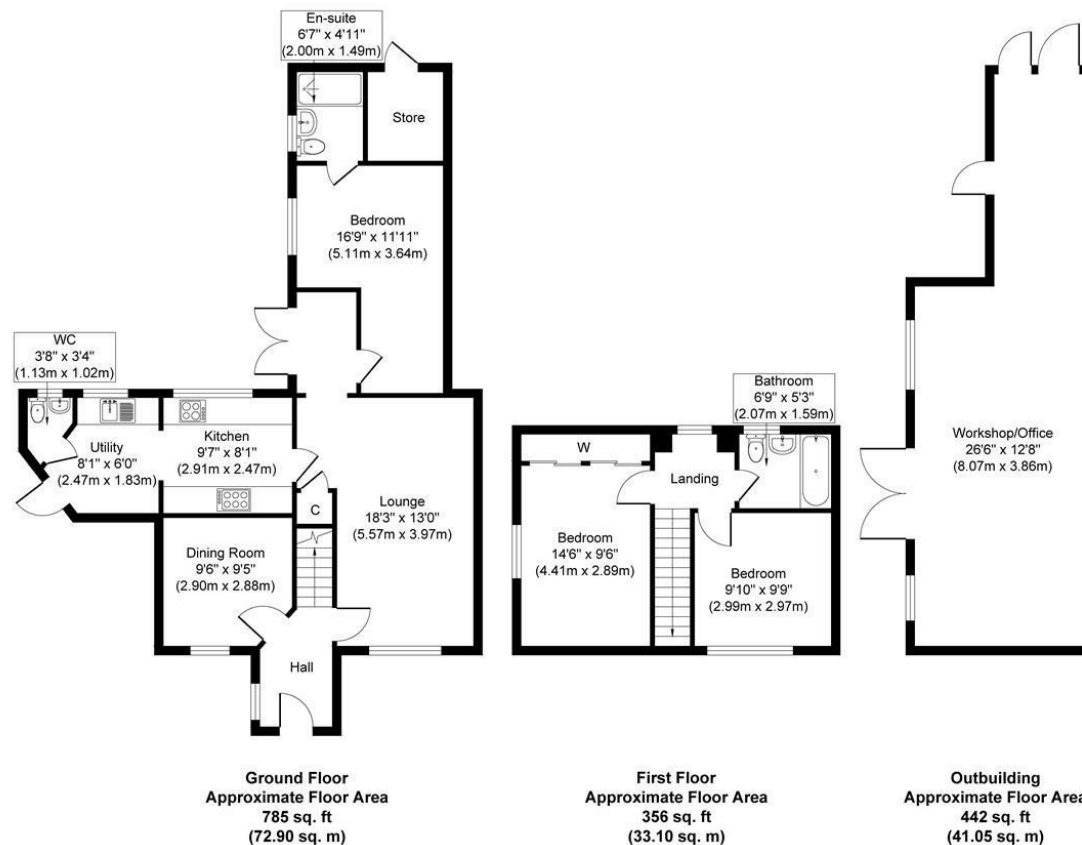 En-suite
6'7" x 4'11"
(2.00m x 1.49m)
Store
Bedroom
16'9" x 11'11"
(5.11m x 3.64m)
WC
3'8" x 3'4"
(1.13m x 1.02m)
Utility
8'1" x 6'0"
(2.47m x 1.83m)
Kitchen
9'7" x 8'1"
(2.91m x 2.47m)
C
Lounge
18'3" x 13'0"
(5.57m x 3.97m)
Dining Room
9'6" x 9'5"
(2.90m x 2.88m)
Hall
Ground Floor
Approximate Floor Area
785 sq. ft
(72.90 sq. m)
Bathroom
6'9" x 5'3"
(2.07m x 1.59m)
W
Landing
Bedroom
14'6" x 9'6"
(4.41m x 2.89m)
Bedroom
9'10" x 9'9"
(2.99m x 2.97m)
First Floor
Approximate Floor Area
356 sq. ft
(33.10 sq. m)
Workshop/Office
26'6" x 12'8"
(8.07m x 3.86m)
Outbuilding
Approximate Floor Area
442 sq. ft
(41.05 sq. m)